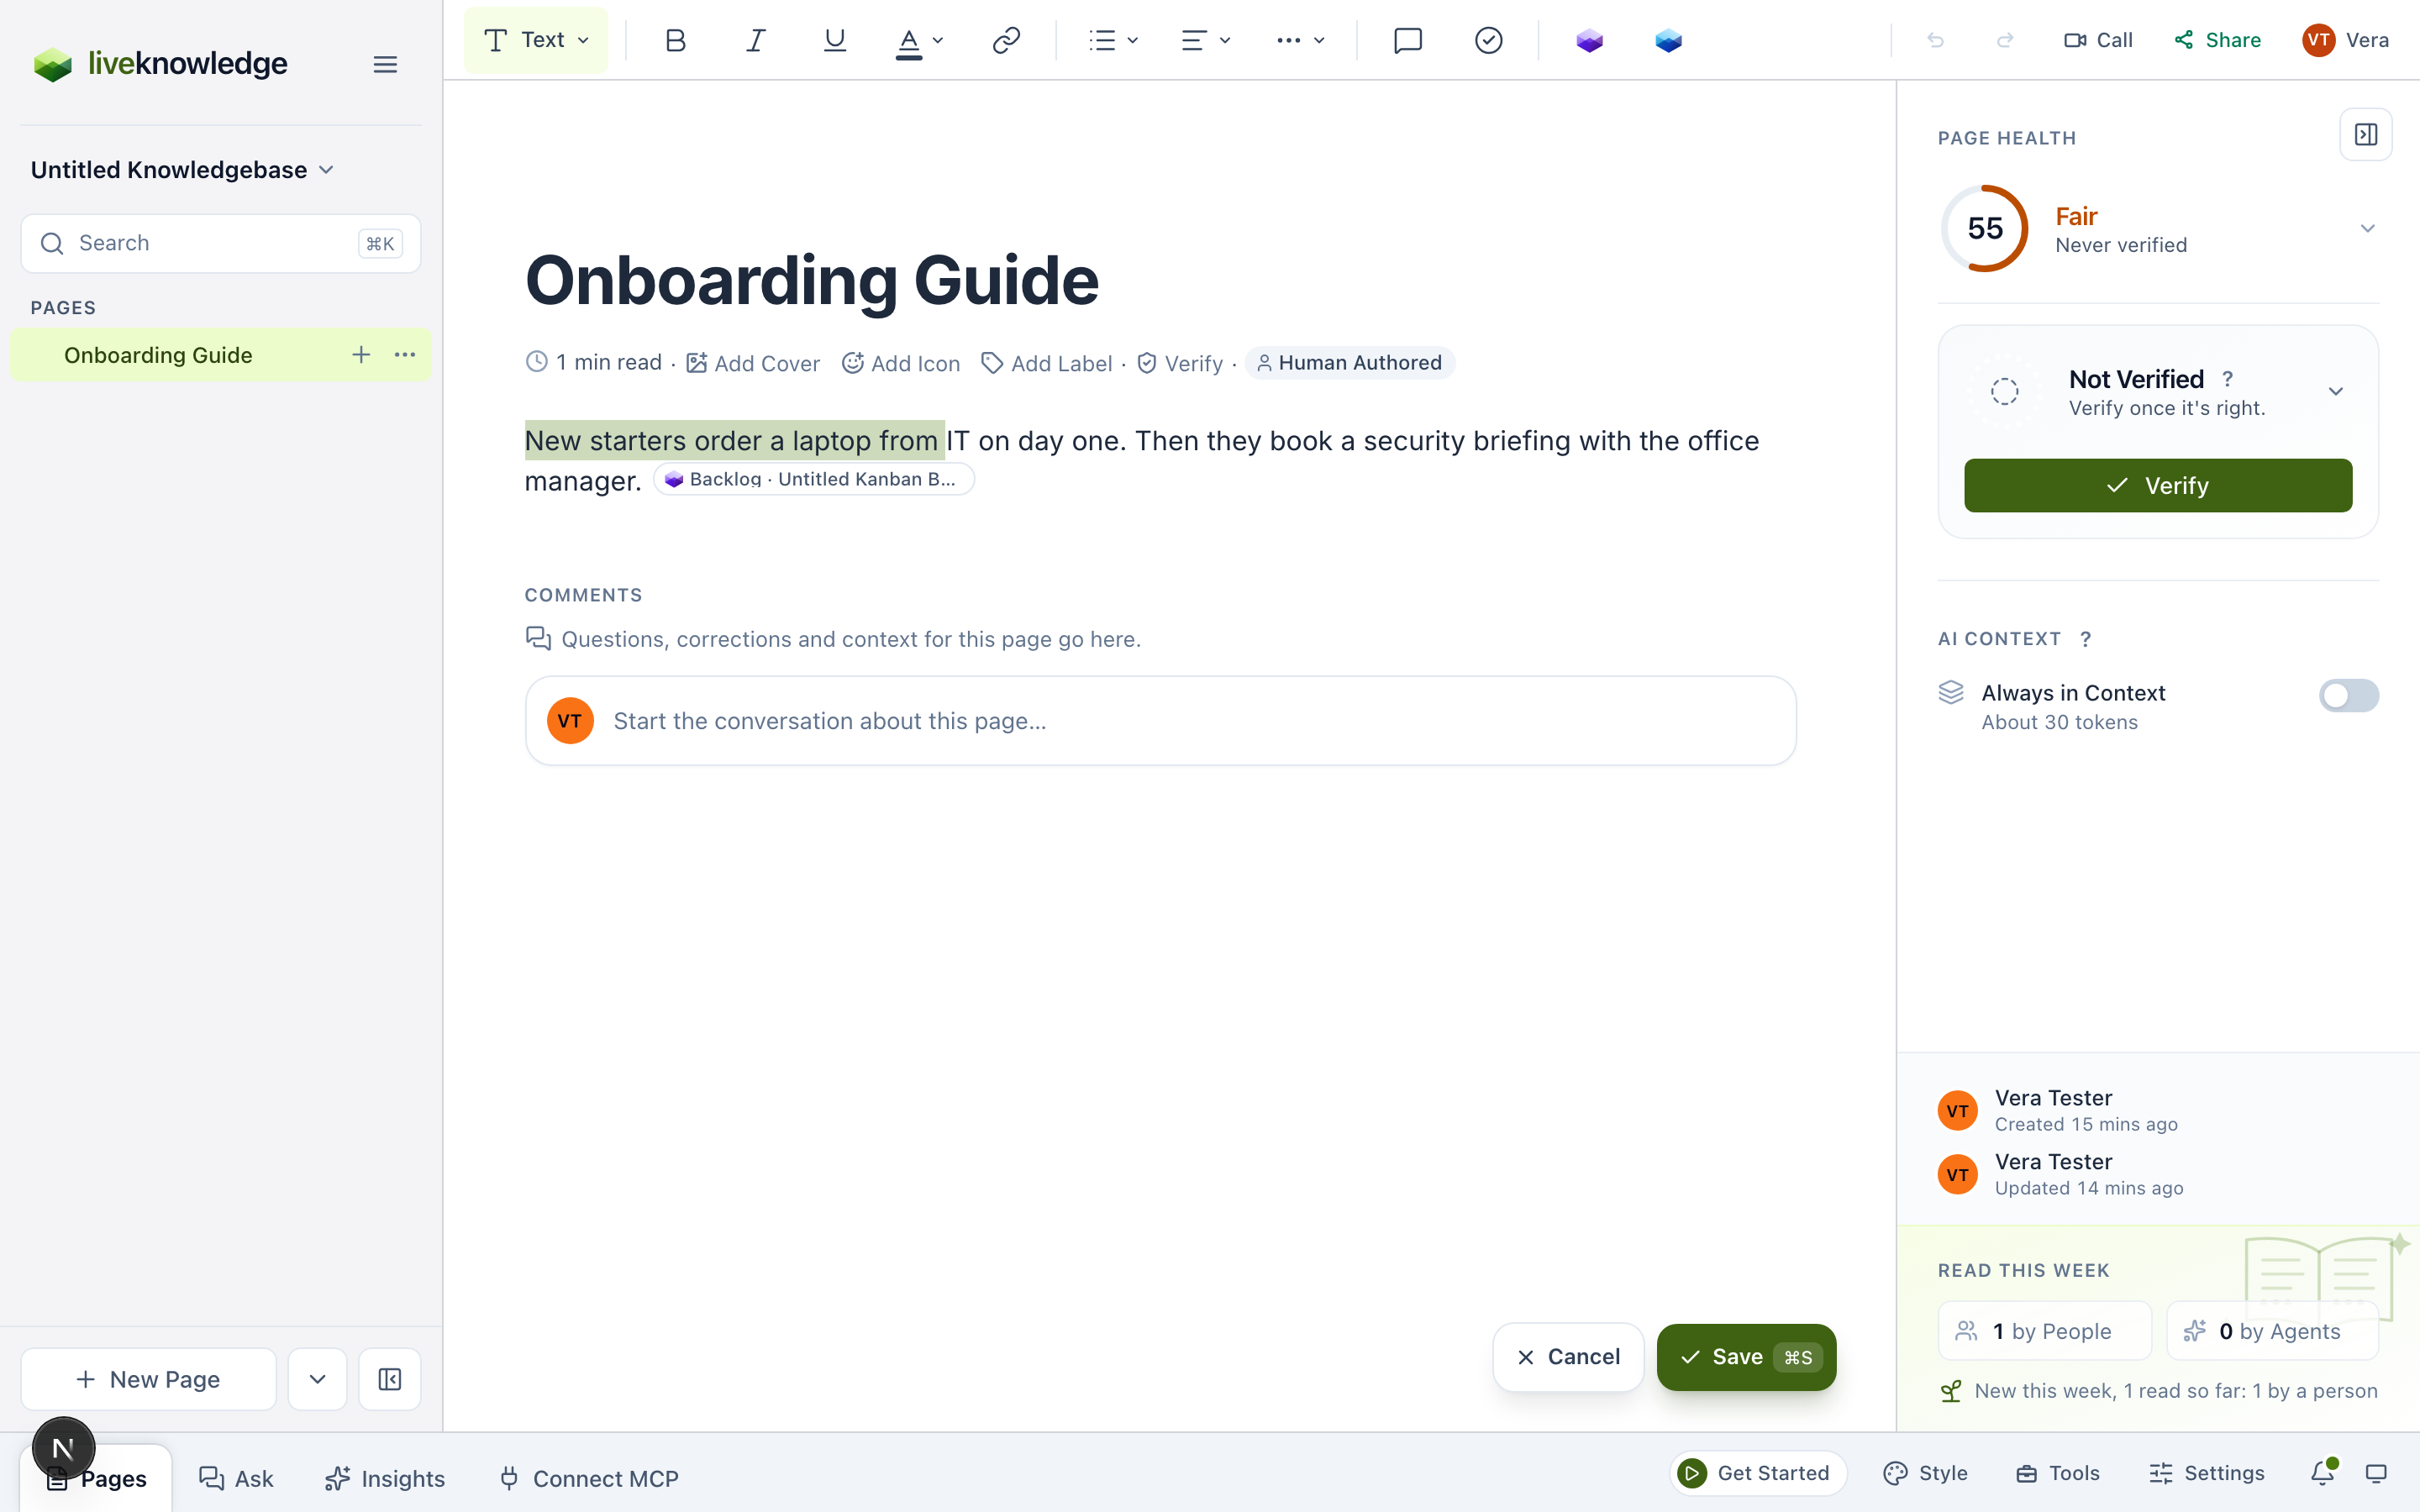 liveknowledge
Untitled Knowledgebase
Search ⌘K
PAGES
Onboarding Guide
New Page
Text
Call
Share
VT Vera
Onboarding Guide
1 min read · Add Cover Add Icon Add Label · Verify · Human Authored
New starters order a laptop from IT on day one. Then they book a security briefing with the office
manager. Backlog · Untitled Kanban B...
COMMENTS
Questions, corrections and context for this page go here.
VT Start the conversation about this page...
Cancel
Save ⌘S
PAGE HEALTH
55
Fair
Never verified
Not Verified ?
Verify once it's right.
Verify
AI CONTEXT ?
Always in Context
About 30 tokens
VT Vera Tester
Created 15 mins ago
VT Vera Tester
Updated 14 mins ago
READ THIS WEEK
1 by People
0 by Agents
New this week, 1 read so far: 1 by a person
N
Pages
Ask
Insights
Connect MCP
Get Started
Style
Tools
Settings